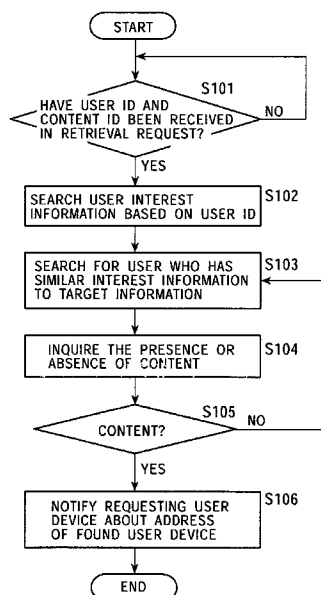 START
S101
HAVE USER ID AND
CONTENT ID BEEN RECEIVED
IN RETRIEVAL REQUEST?
NO
YES
S102
SEARCH USER INTEREST
INFORMATION BASED ON USER ID
S103
SEARCH FOR USER WHO HAS
SIMILAR INTEREST INFORMATION
TO TARGET INFORMATION
S104
INQUIRE THE PRESENCE OR
ABSENCE OF CONTENT
S105
CONTENT?
NO
YES
S106
NOTIFY REQUESTING USER
DEVICE ABOUT ADDRESS
OF FOUND USER DEVICE
END